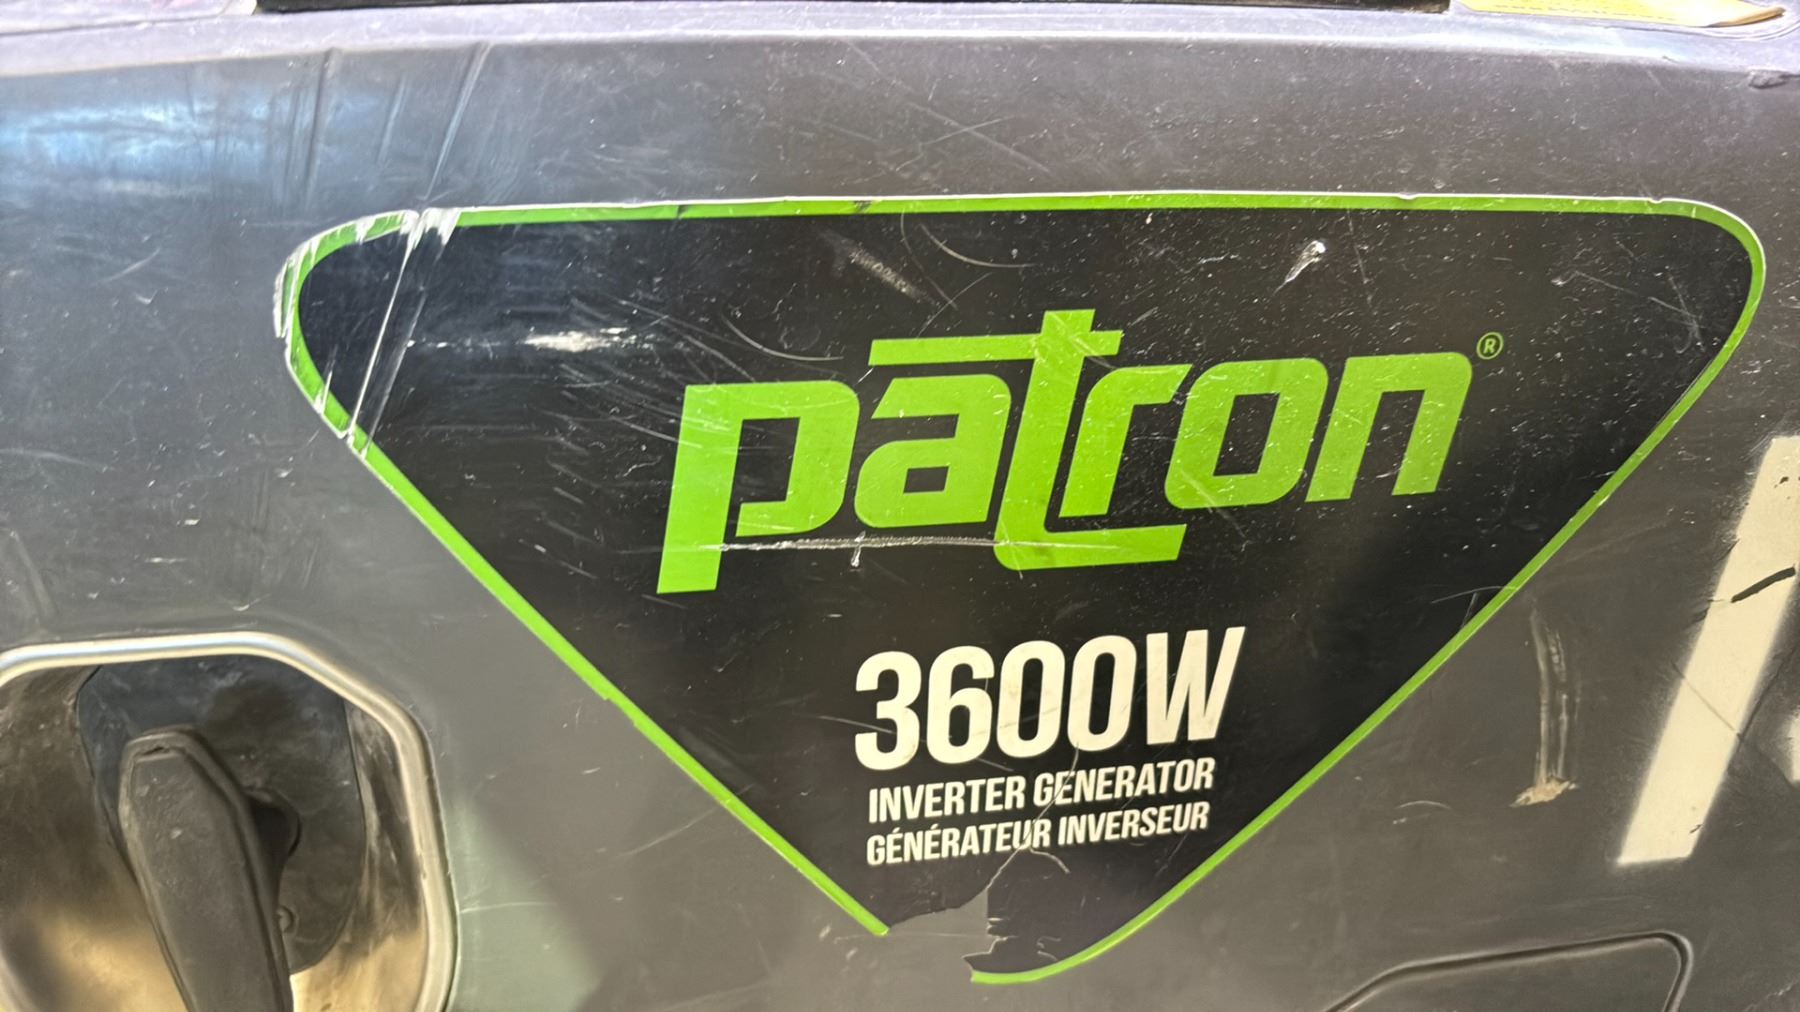 patron®
3600W
INVERTER GENERATOR
GÉNÉRATEUR INVERSEUR